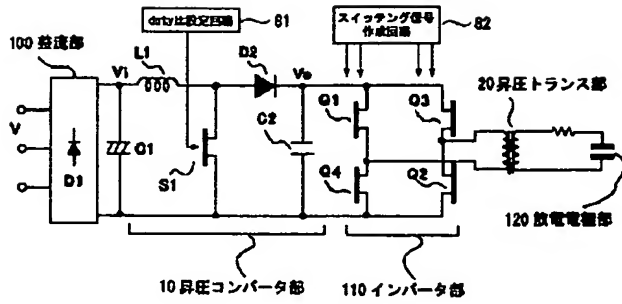 duty比設定回路
61
スイッチング信号
作成回路
62
100 整流部
L1
D2
Vi
Vo
20 昇圧トランス部
Q1
Q3
V
C1
C2
D1
S1
Q4
Q2
120 放電電極部
10 昇圧コンバータ部
110 インバータ部